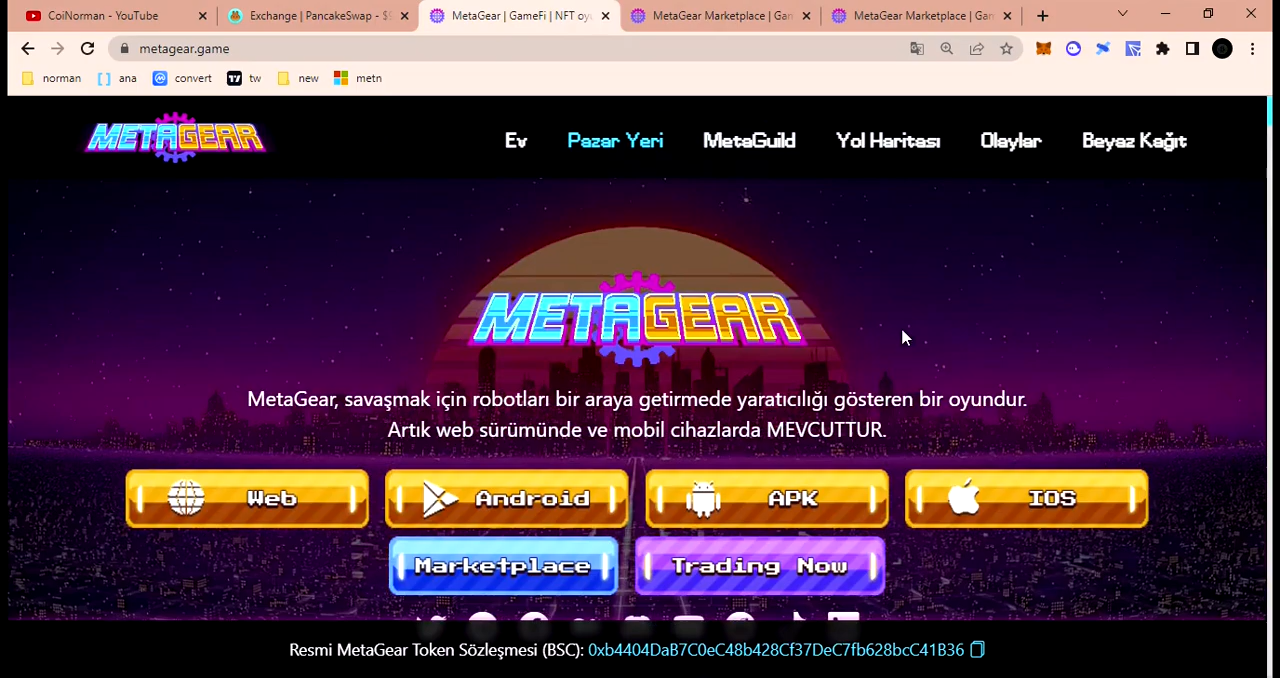 CoiNorman - YouTube
Exchange | PancakeSwap - $
MetaGear | GameFi | NFT oy
MetaGear Marketplace | Gam
MetaGear Marketplace | Gam
metagear.game
norman
ana
convert
tw
new
metn
METAGEAR
Ev
Pazar Yeri
MetaGuild
Yol Haritası
Olaylar
Beyaz Kağıt
METAGEAR
MetaGear, savaşmak için robotları bir araya getirmede yaratıcılığı gösteren bir oyundur.
Artık web sürümünde ve mobil cihazlarda MEVCUTTUR.
Web
Android
APK
IOS
Marketplace
Trading Now
Resmi MetaGear Token Sözleşmesi (BSC): 0xb4404DaB7C0eC48b428Cf37DeC7fb628bcC41B36